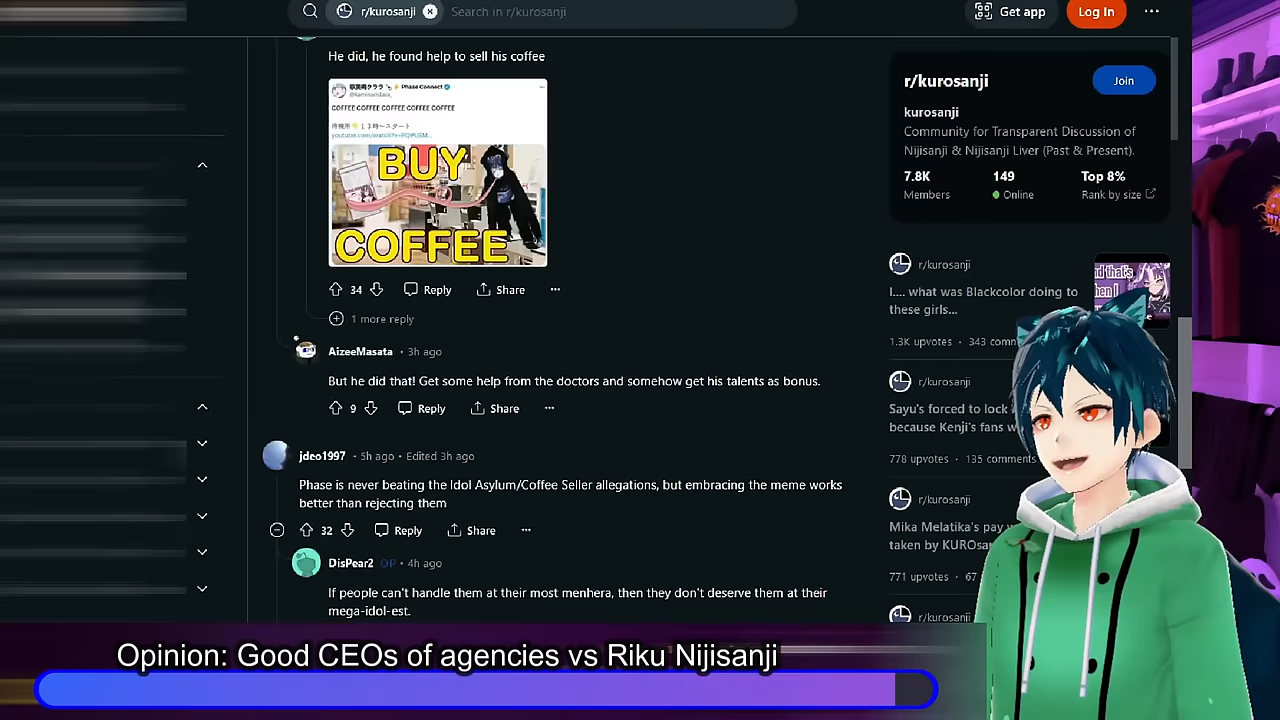 r/kurosanji
Search in r/kurosanji
Get app
Log In
He did, he found help to sell his coffee
Phase Connect
COFFEE COFFEE COFFEE COFFEE COFFEE
BUY
COFFEE
34
Reply
Share
1 more reply
AizeeMasata • 3h ago
But he did that! Get some help from the doctors and somehow get his talents as bonus.
9
Reply
Share
jdeo1997 • 5h ago • Edited 3h ago
Phase is never beating the Idol Asylum/Coffee Seller allegations, but embracing the meme works
better than rejecting them
32
Reply
Share
DisPear2 OP • 4h ago
If people can't handle them at their most menhera, then they don't deserve them at their
mega-idol-est.
r/kurosanji
Join
kurosanji
Community for Transparent Discussion of
Nijisanji & Nijisanji Liver (Past & Present).
7.8K
149
Top 8%
Members
Online
Rank by size
r/kurosanji
I.... what was Blackcolor doing to
these girls...
1.3K upvotes • 343 comm
r/kurosanji
Sayu's forced to lock
because Kenji's fans w
778 upvotes • 135 comments
r/kurosanji
Mika Melatika's pay w
taken by KUROsan
771 upvotes • 67
r/kurosanji
Opinion: Good CEOs of agencies vs Riku Nijisanji